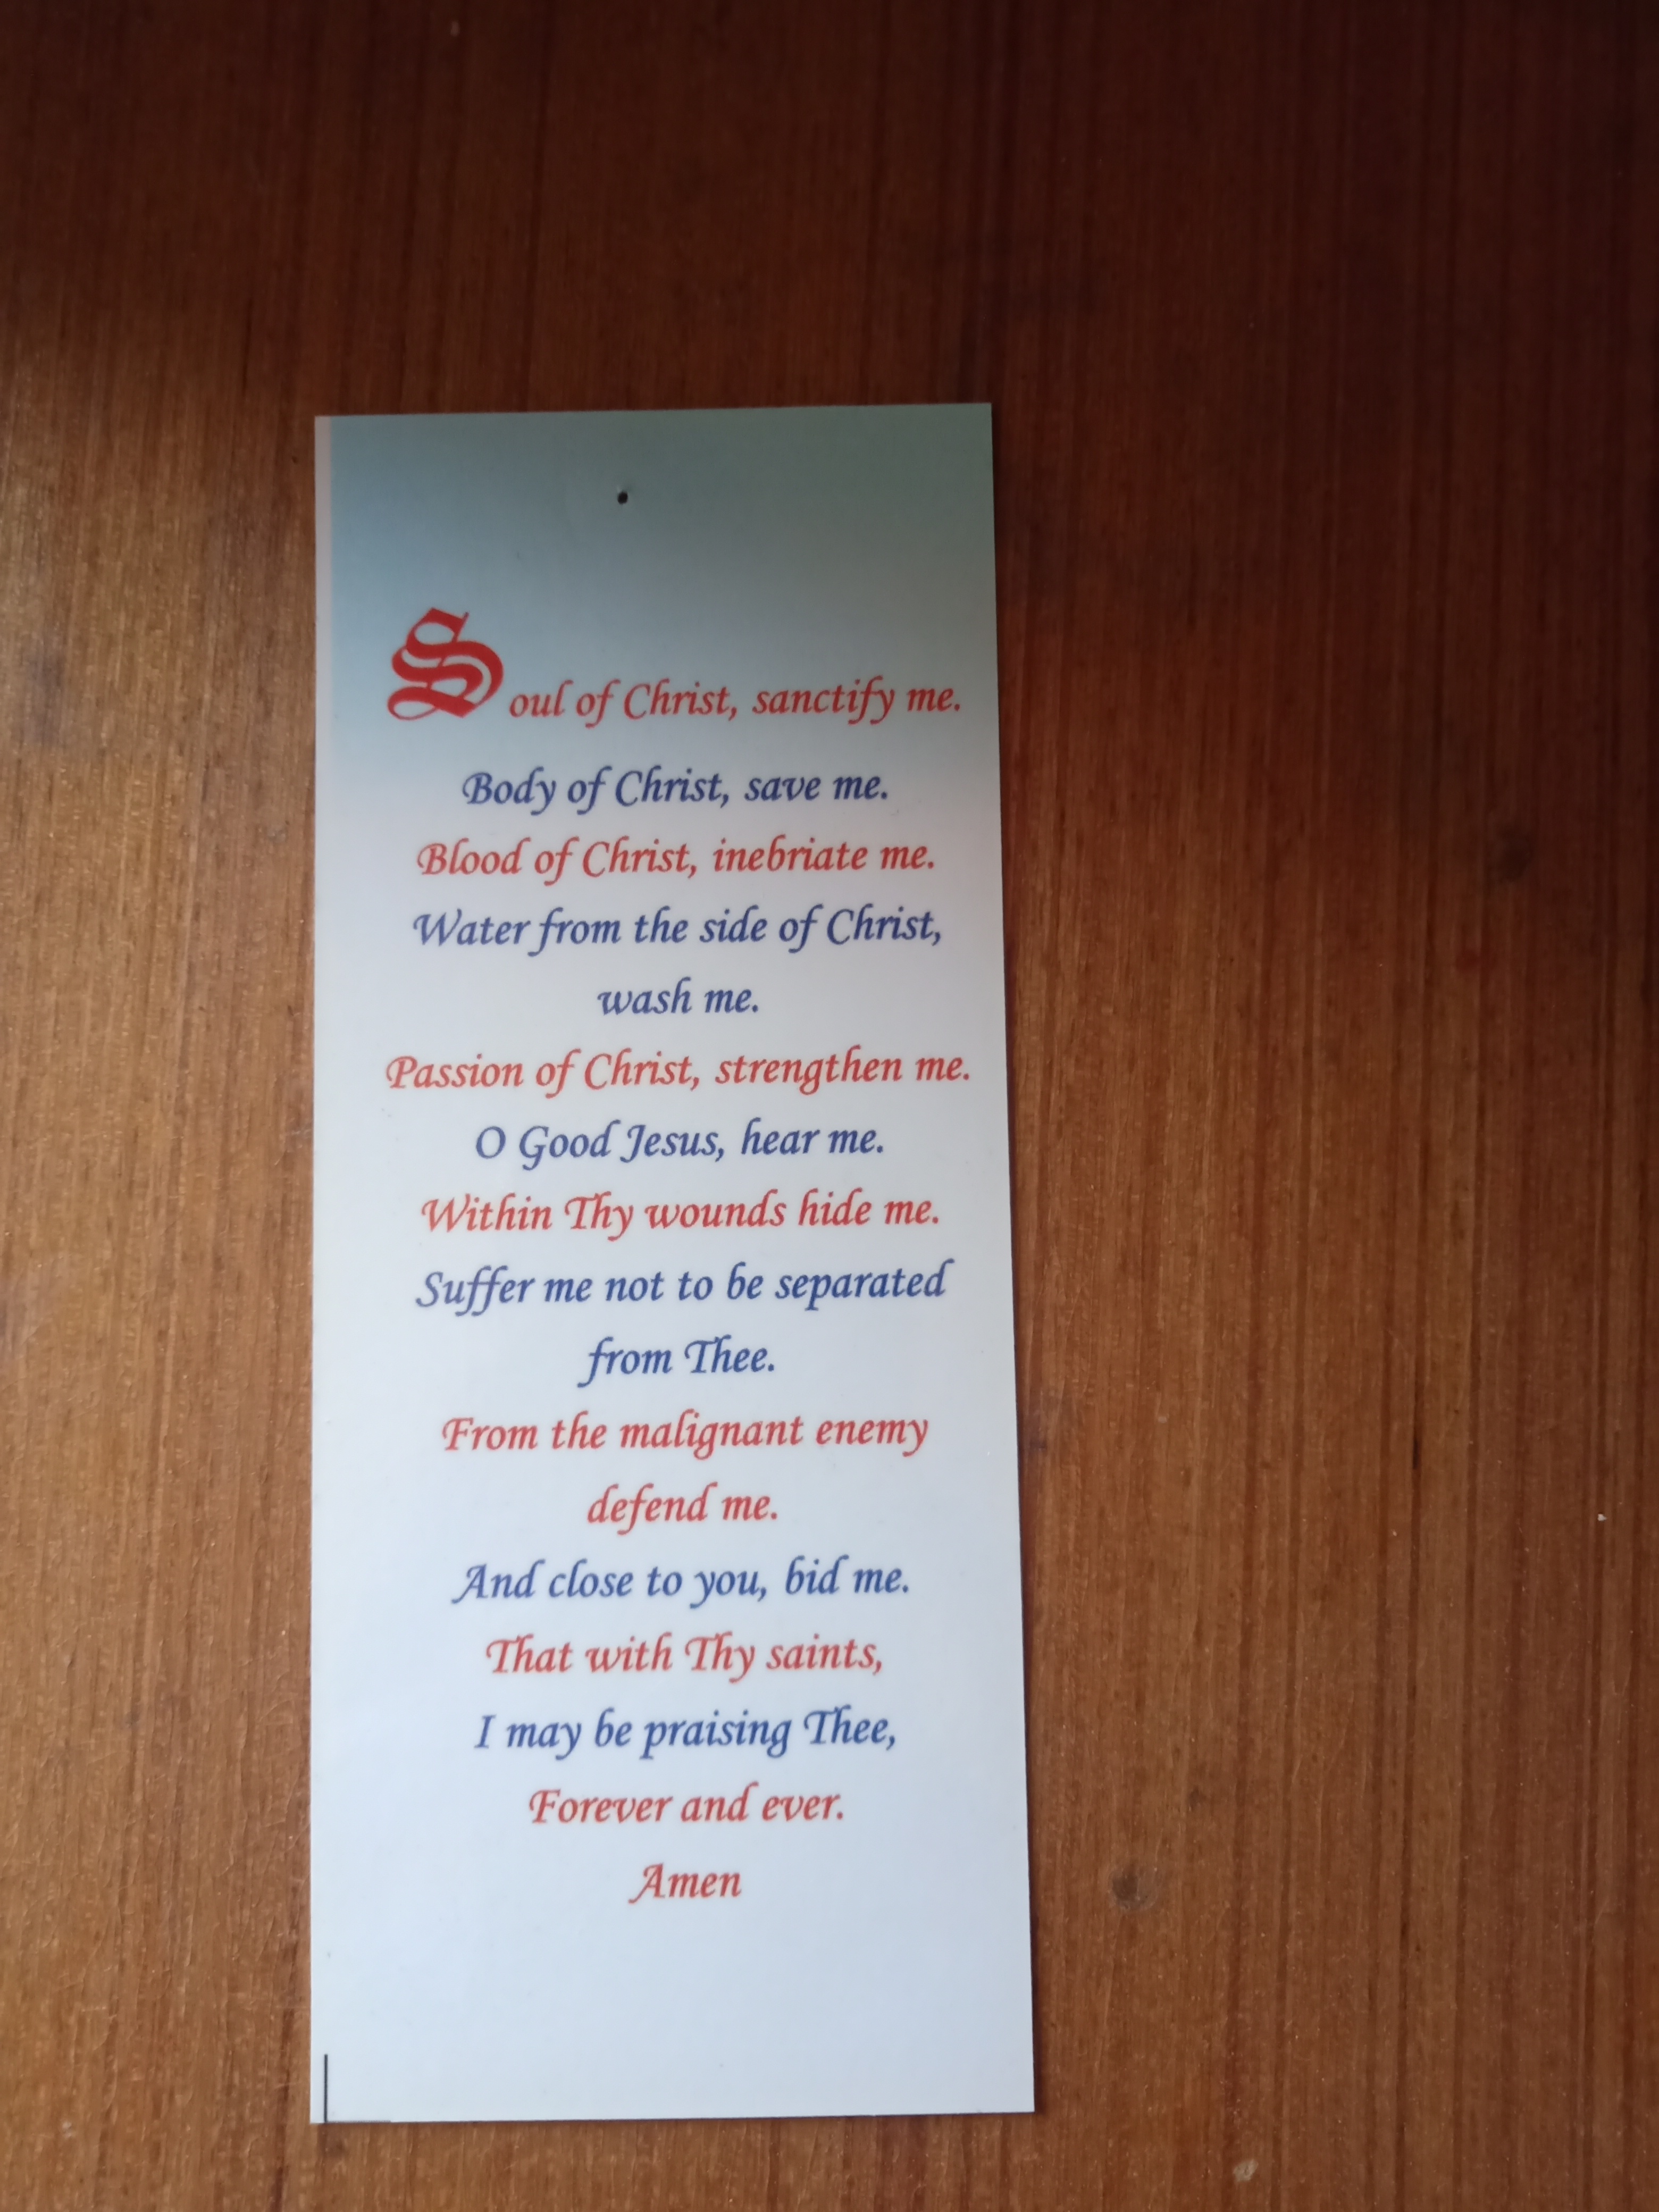 Soul of Christ, sanctify me.
Body of Christ, save me.
Blood of Christ, inebriate me.
Water from the side of Christ,
wash me.
Passion of Christ, strengthen me.
O Good Jesus, hear me.
Within Thy wounds hide me.
Suffer me not to be separated
from Thee.
From the malignant enemy
defend me.
And close to you, bid me.
That with Thy saints,
I may be praising Thee,
Forever and ever.
Amen